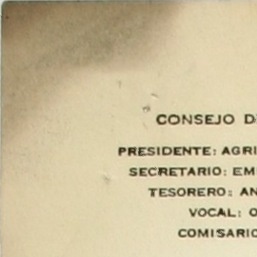 CONSEJO D
PRESIDENTE: AGRI
SECRETARIO: EM
TESORERO: AN
VOCAL: O
COMISARIO